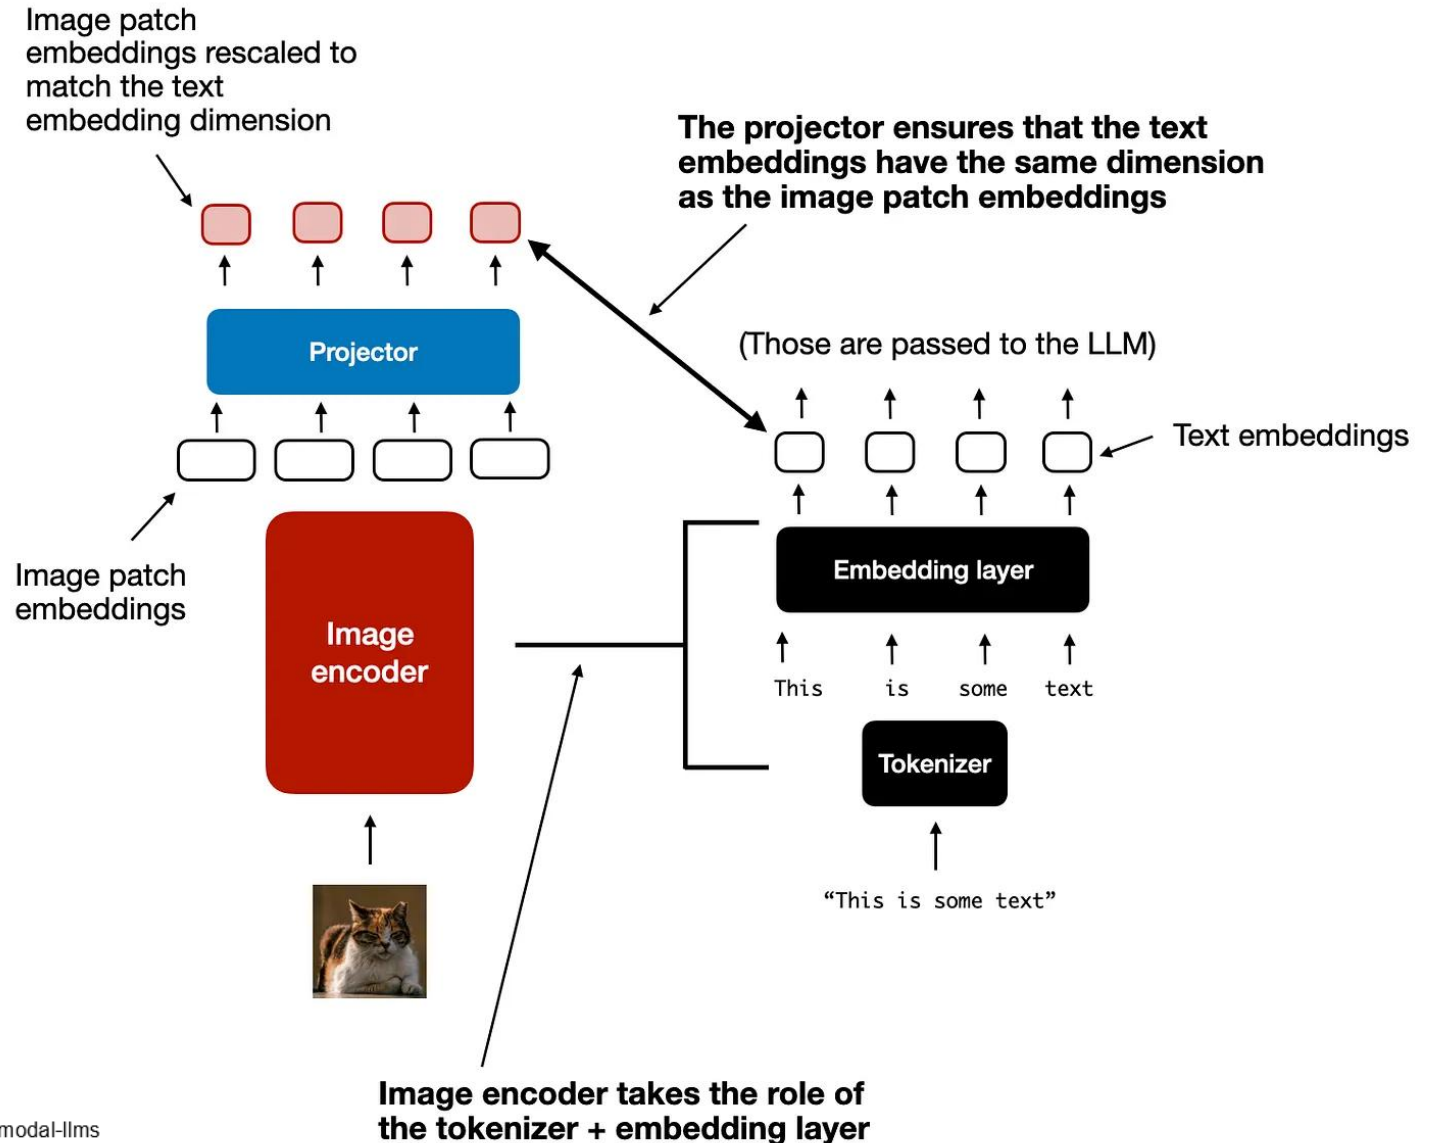 Image patch
embeddings rescaled to
match the text
embedding dimension
The projector ensures that the text
embeddings have the same dimension
as the image patch embeddings
Projector
(Those are passed to the LLM)
Text embeddings
Image patch
embeddings
Image
encoder
Embedding layer
This is some text
Tokenizer
“This is some text”
Image encoder takes the role of
the tokenizer + embedding layer
modal-llms